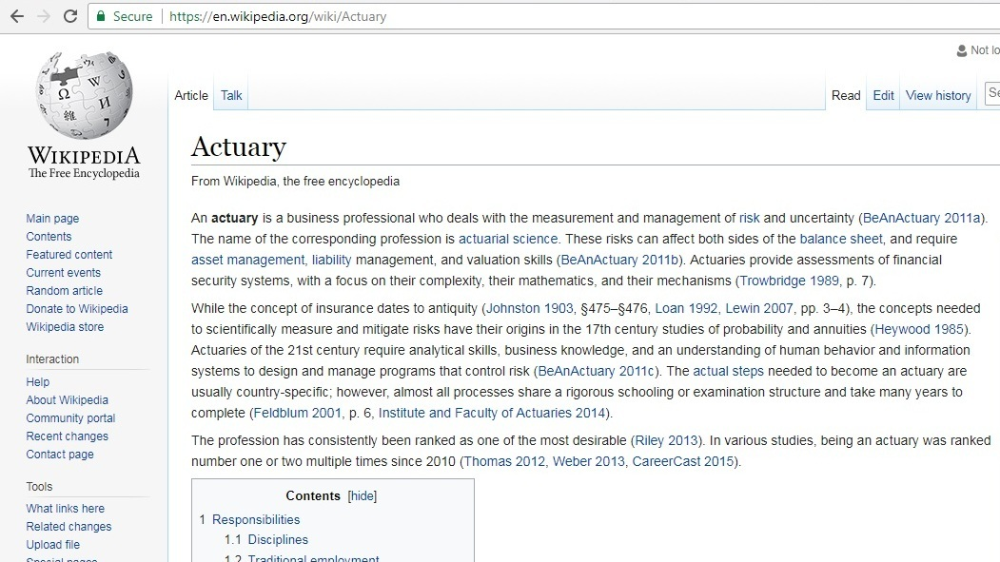 Secure https://en.wikipedia.org/wiki/Actuary
Not lo
Article Talk Read Edit View history Se
WIKIPEDIA
The Free Encyclopedia
Main page
Contents
Featured content
Current events
Random article
Donate to Wikipedia
Wikipedia store
Interaction
Help
About Wikipedia
Community portal
Recent changes
Contact page
Tools
What links here
Related changes
Upload file
Special pages
Actuary
From Wikipedia, the free encyclopedia
An actuary is a business professional who deals with the measurement and management of risk and uncertainty (BeAnActuary 2011a).
The name of the corresponding profession is actuarial science. These risks can affect both sides of the balance sheet, and require
asset management, liability management, and valuation skills (BeAnActuary 2011b). Actuaries provide assessments of financial
security systems, with a focus on their complexity, their mathematics, and their mechanisms (Trowbridge 1989, p. 7).
While the concept of insurance dates to antiquity (Johnston 1903, §475–§476, Loan 1992, Lewin 2007, pp. 3–4), the concepts needed
to scientifically measure and mitigate risks have their origins in the 17th century studies of probability and annuities (Heywood 1985).
Actuaries of the 21st century require analytical skills, business knowledge, and an understanding of human behavior and information
systems to design and manage programs that control risk (BeAnActuary 2011c). The actual steps needed to become an actuary are
usually country-specific; however, almost all processes share a rigorous schooling or examination structure and take many years to
complete (Feldblum 2001, p. 6, Institute and Faculty of Actuaries 2014).
The profession has consistently been ranked as one of the most desirable (Riley 2013). In various studies, being an actuary was ranked
number one or two multiple times since 2010 (Thomas 2012, Weber 2013, CareerCast 2015).
Contents [hide]
1 Responsibilities
1.1 Disciplines
1.2 Traditional employment